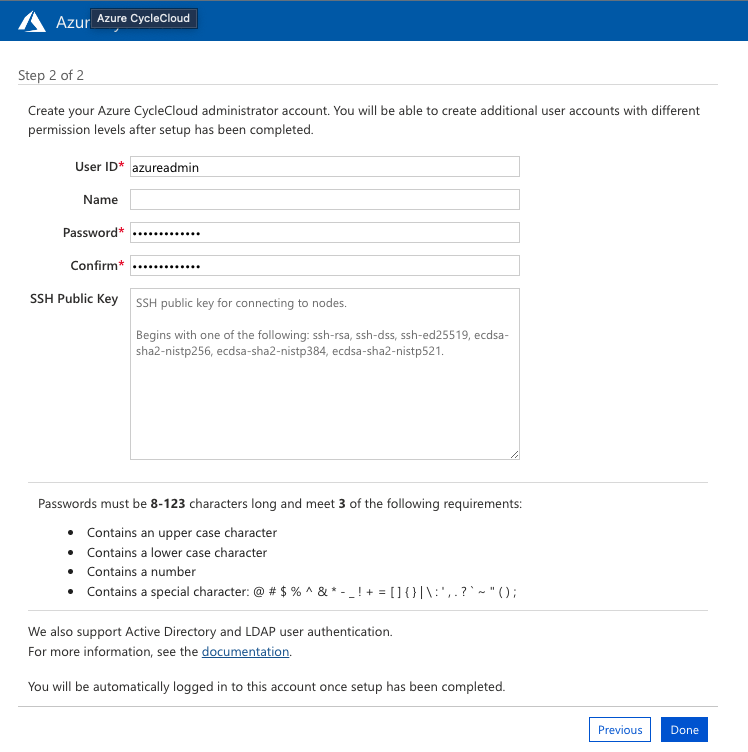 Azure CycleCloud
Azur
Step 2 of 2
Create your Azure CycleCloud administrator account. You will be able to create additional user accounts with different
permission levels after setup has been completed.
User ID* azureadmin
Name
Password* •••••••••••••
Confirm* •••••••••••••
SSH Public Key
SSH public key for connecting to nodes.
Begins with one of the following: ssh-rsa, ssh-dss, ssh-ed25519, ecdsa-
sha2-nistp256, ecdsa-sha2-nistp384, ecdsa-sha2-nistp521.
Passwords must be 8-123 characters long and meet 3 of the following requirements:
• Contains an upper case character
• Contains a lower case character
• Contains a number
• Contains a special character: @ # $ % ^ & * - _ ! + = [ ] { } | \ : ' , . ? ` ~ " ( ) ;
We also support Active Directory and LDAP user authentication.
For more information, see the documentation.
You will be automatically logged in to this account once setup has been completed.
Previous Done